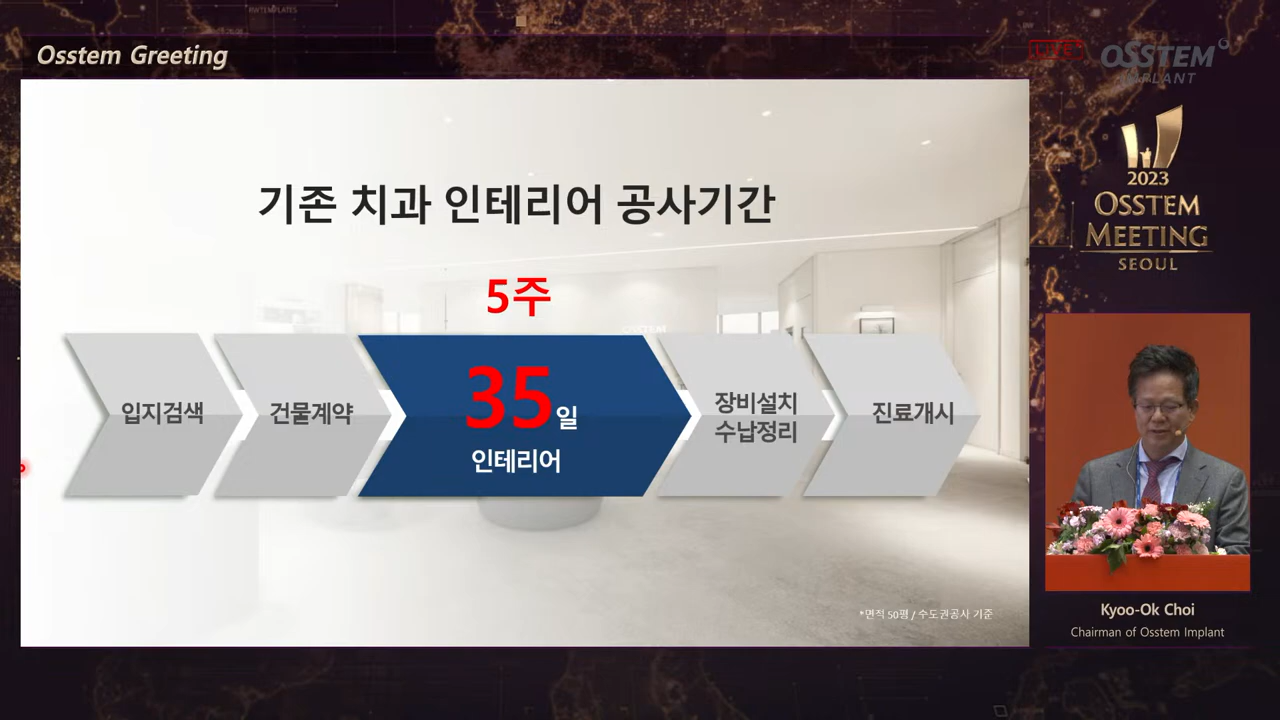 RWTEMPLATES
Osstem Greeting
LIVE
OSSTEM
IMPLANT
2023
OSSTEM
MEETING
SEOUL
기존 치과 인테리어 공사기간
5주
OSSTEM
입지검색
건물계약
35일
인테리어
장비설치
수납정리
진료개시
*면적 50평 / 수도권공사 기준
Kyoo-Ok Choi
Chairman of Osstem Implant